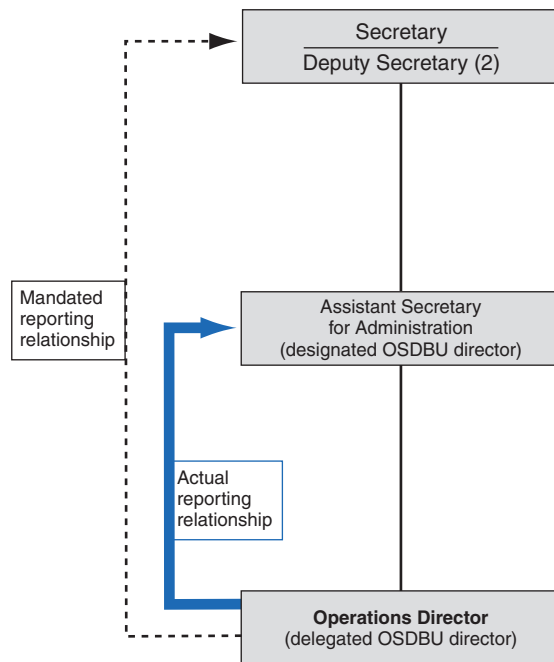 Secretary
Deputy Secretary (2)
Mandated
reporting
relationship
Assistant Secretary
for Administration
(designated OSDBU director)
Actual
reporting
relationship
Operations Director
(delegated OSDBU director)